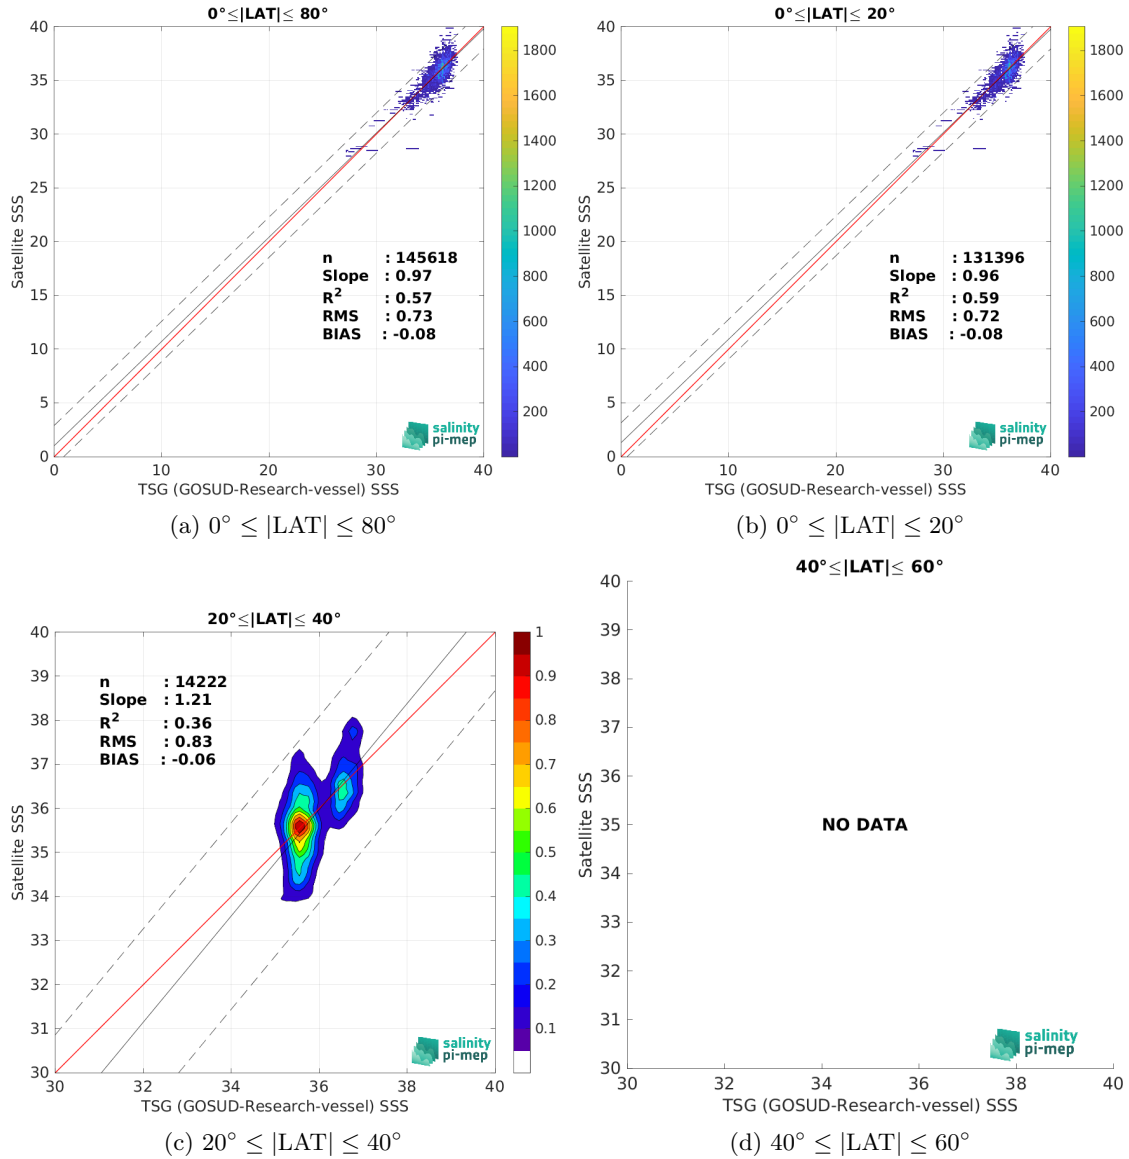 0°≤|LAT|≤ 80°
40
35
30
25
20
15
10
5
0
0 10 20 30 40
Satellite SSS
TSG (GOSUD-Research-vessel) SSS
n : 145618
Slope : 0.97
R² : 0.57
RMS : 0.73
BIAS : -0.08
salinity
pi-mep
1800
1600
1400
1200
1000
800
600
400
200
(a) 0° ≤ |LAT| ≤ 80°
0°≤|LAT|≤ 20°
40
35
30
25
20
15
10
5
0
0 10 20 30 40
Satellite SSS
TSG (GOSUD-Research-vessel) SSS
n : 131396
Slope : 0.96
R² : 0.59
RMS : 0.72
BIAS : -0.08
salinity
pi-mep
1800
1600
1400
1200
1000
800
600
400
200
(b) 0° ≤ |LAT| ≤ 20°
20°≤|LAT|≤ 40°
40
39
38
37
36
35
34
33
32
31
30
30 32 34 36 38 40
Satellite SSS
TSG (GOSUD-Research-vessel) SSS
n : 14222
Slope : 1.21
R² : 0.36
RMS : 0.83
BIAS : -0.06
salinity
pi-mep
1
0.9
0.8
0.7
0.6
0.5
0.4
0.3
0.2
0.1
(c) 20° ≤ |LAT| ≤ 40°
40°≤|LAT|≤ 60°
40
39
38
37
36
35
34
33
32
31
30
30 32 34 36 38 40
Satellite SSS
TSG (GOSUD-Research-vessel) SSS
NO DATA
salinity
pi-mep
(d) 40° ≤ |LAT| ≤ 60°